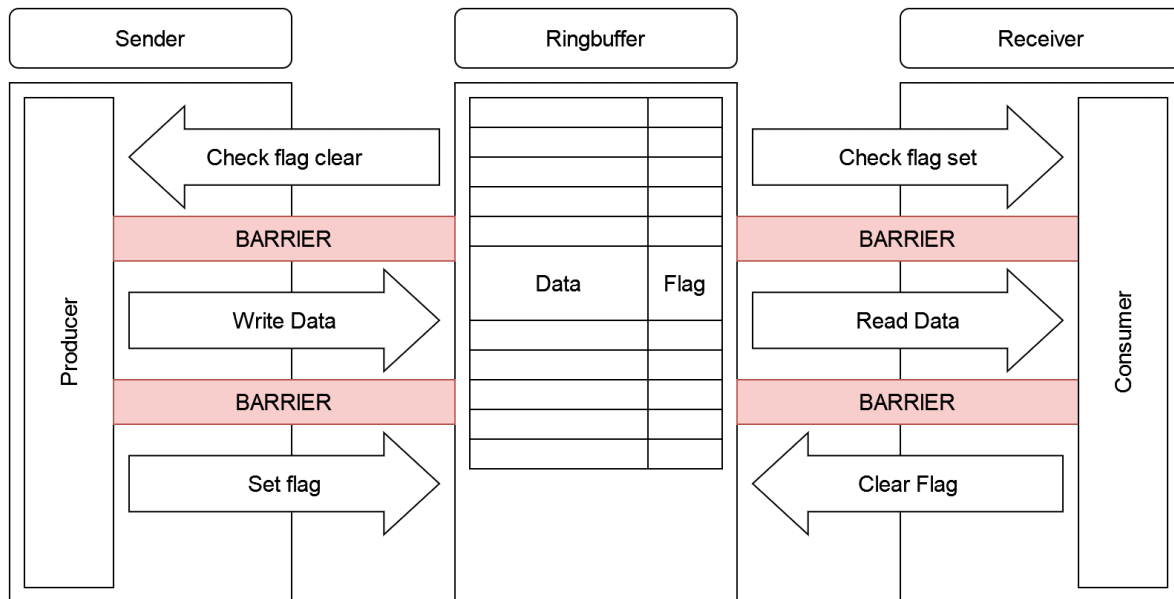 Sender
Ringbuffer
Receiver
Check flag clear
Check flag set
BARRIER
BARRIER
Producer
Write Data
Data
Flag
Read Data
Consumer
BARRIER
BARRIER
Set flag
Clear Flag